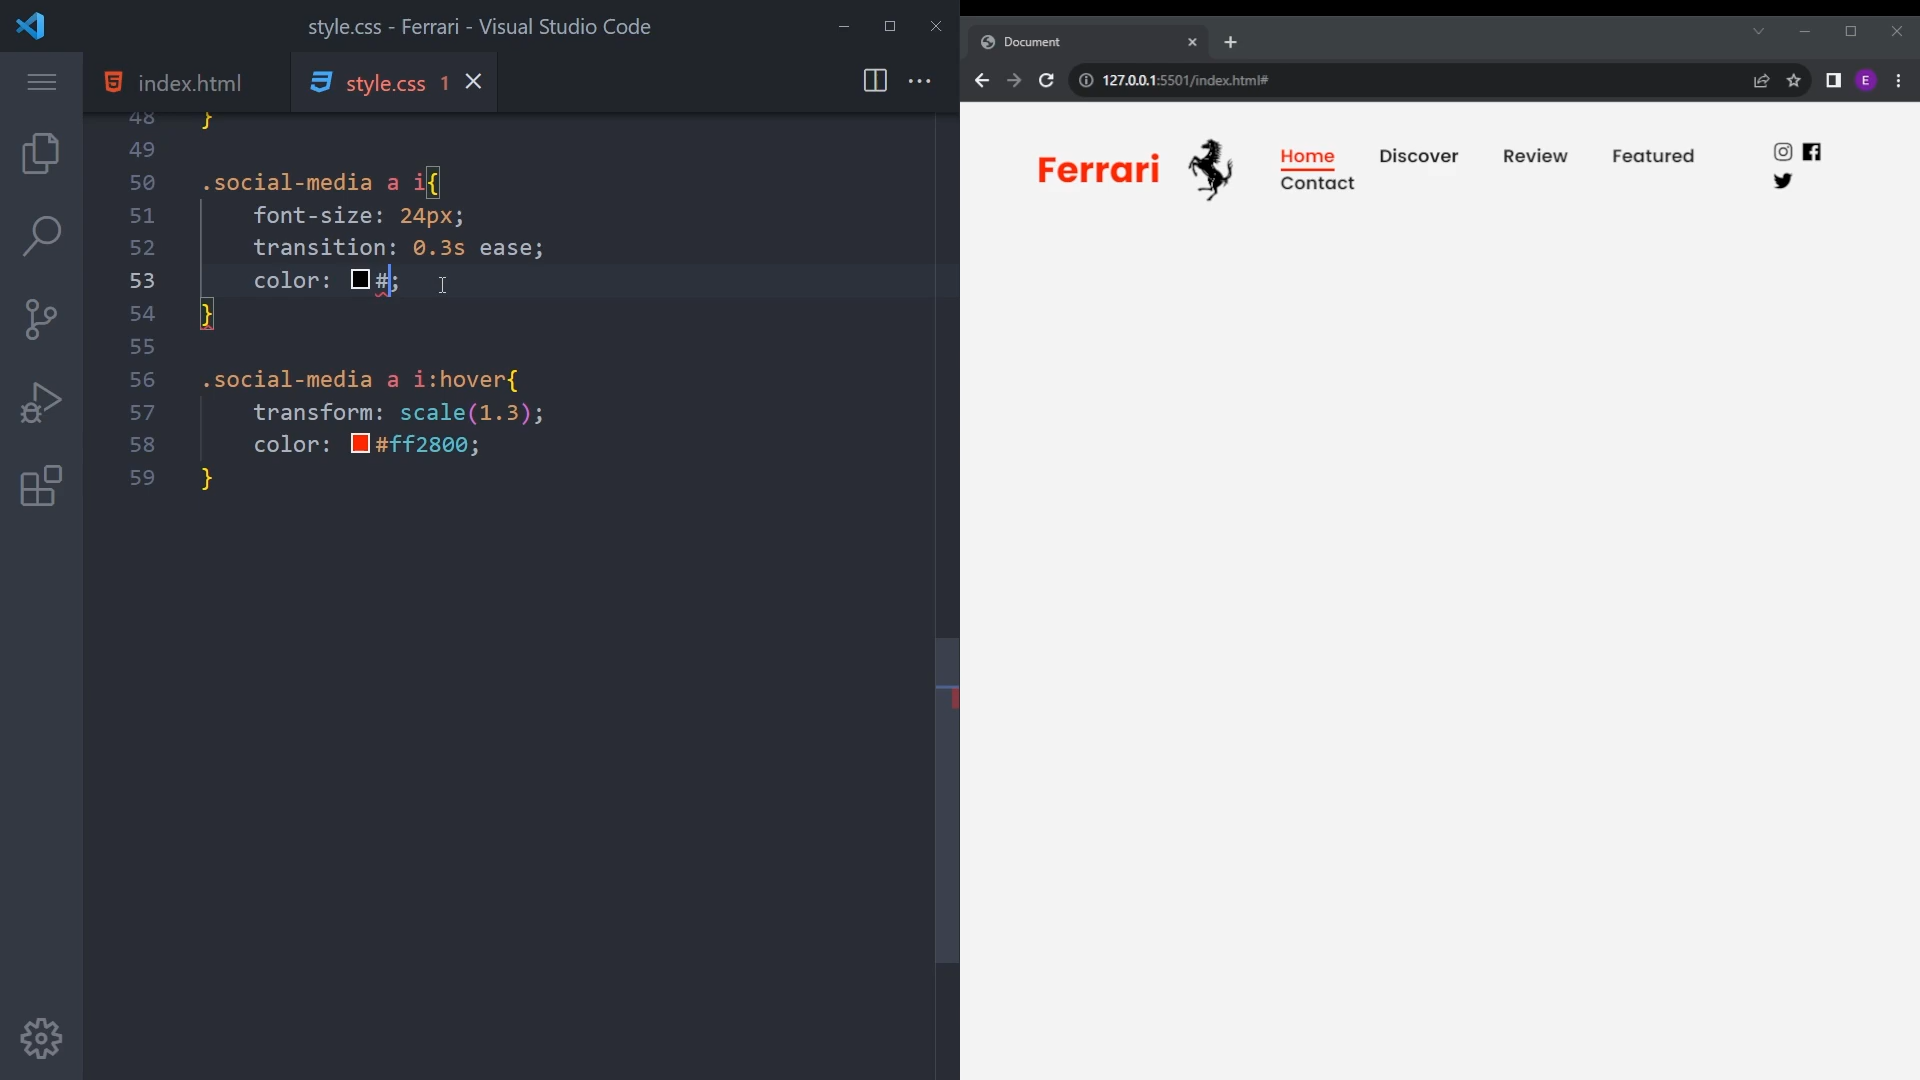 style.css - Ferrari - Visual Studio Code
index.html
style.css 1
48 }
49
50 .social-media a i{
51 font-size: 24px;
52 transition: 0.3s ease;
53 color: #;
54 }
55
56 .social-media a i:hover{
57 transform: scale(1.3);
58 color: #ff2800;
59 }
Document
127.0.0.1:5501/index.html#
E
Ferrari
Home Discover Review Featured
Contact